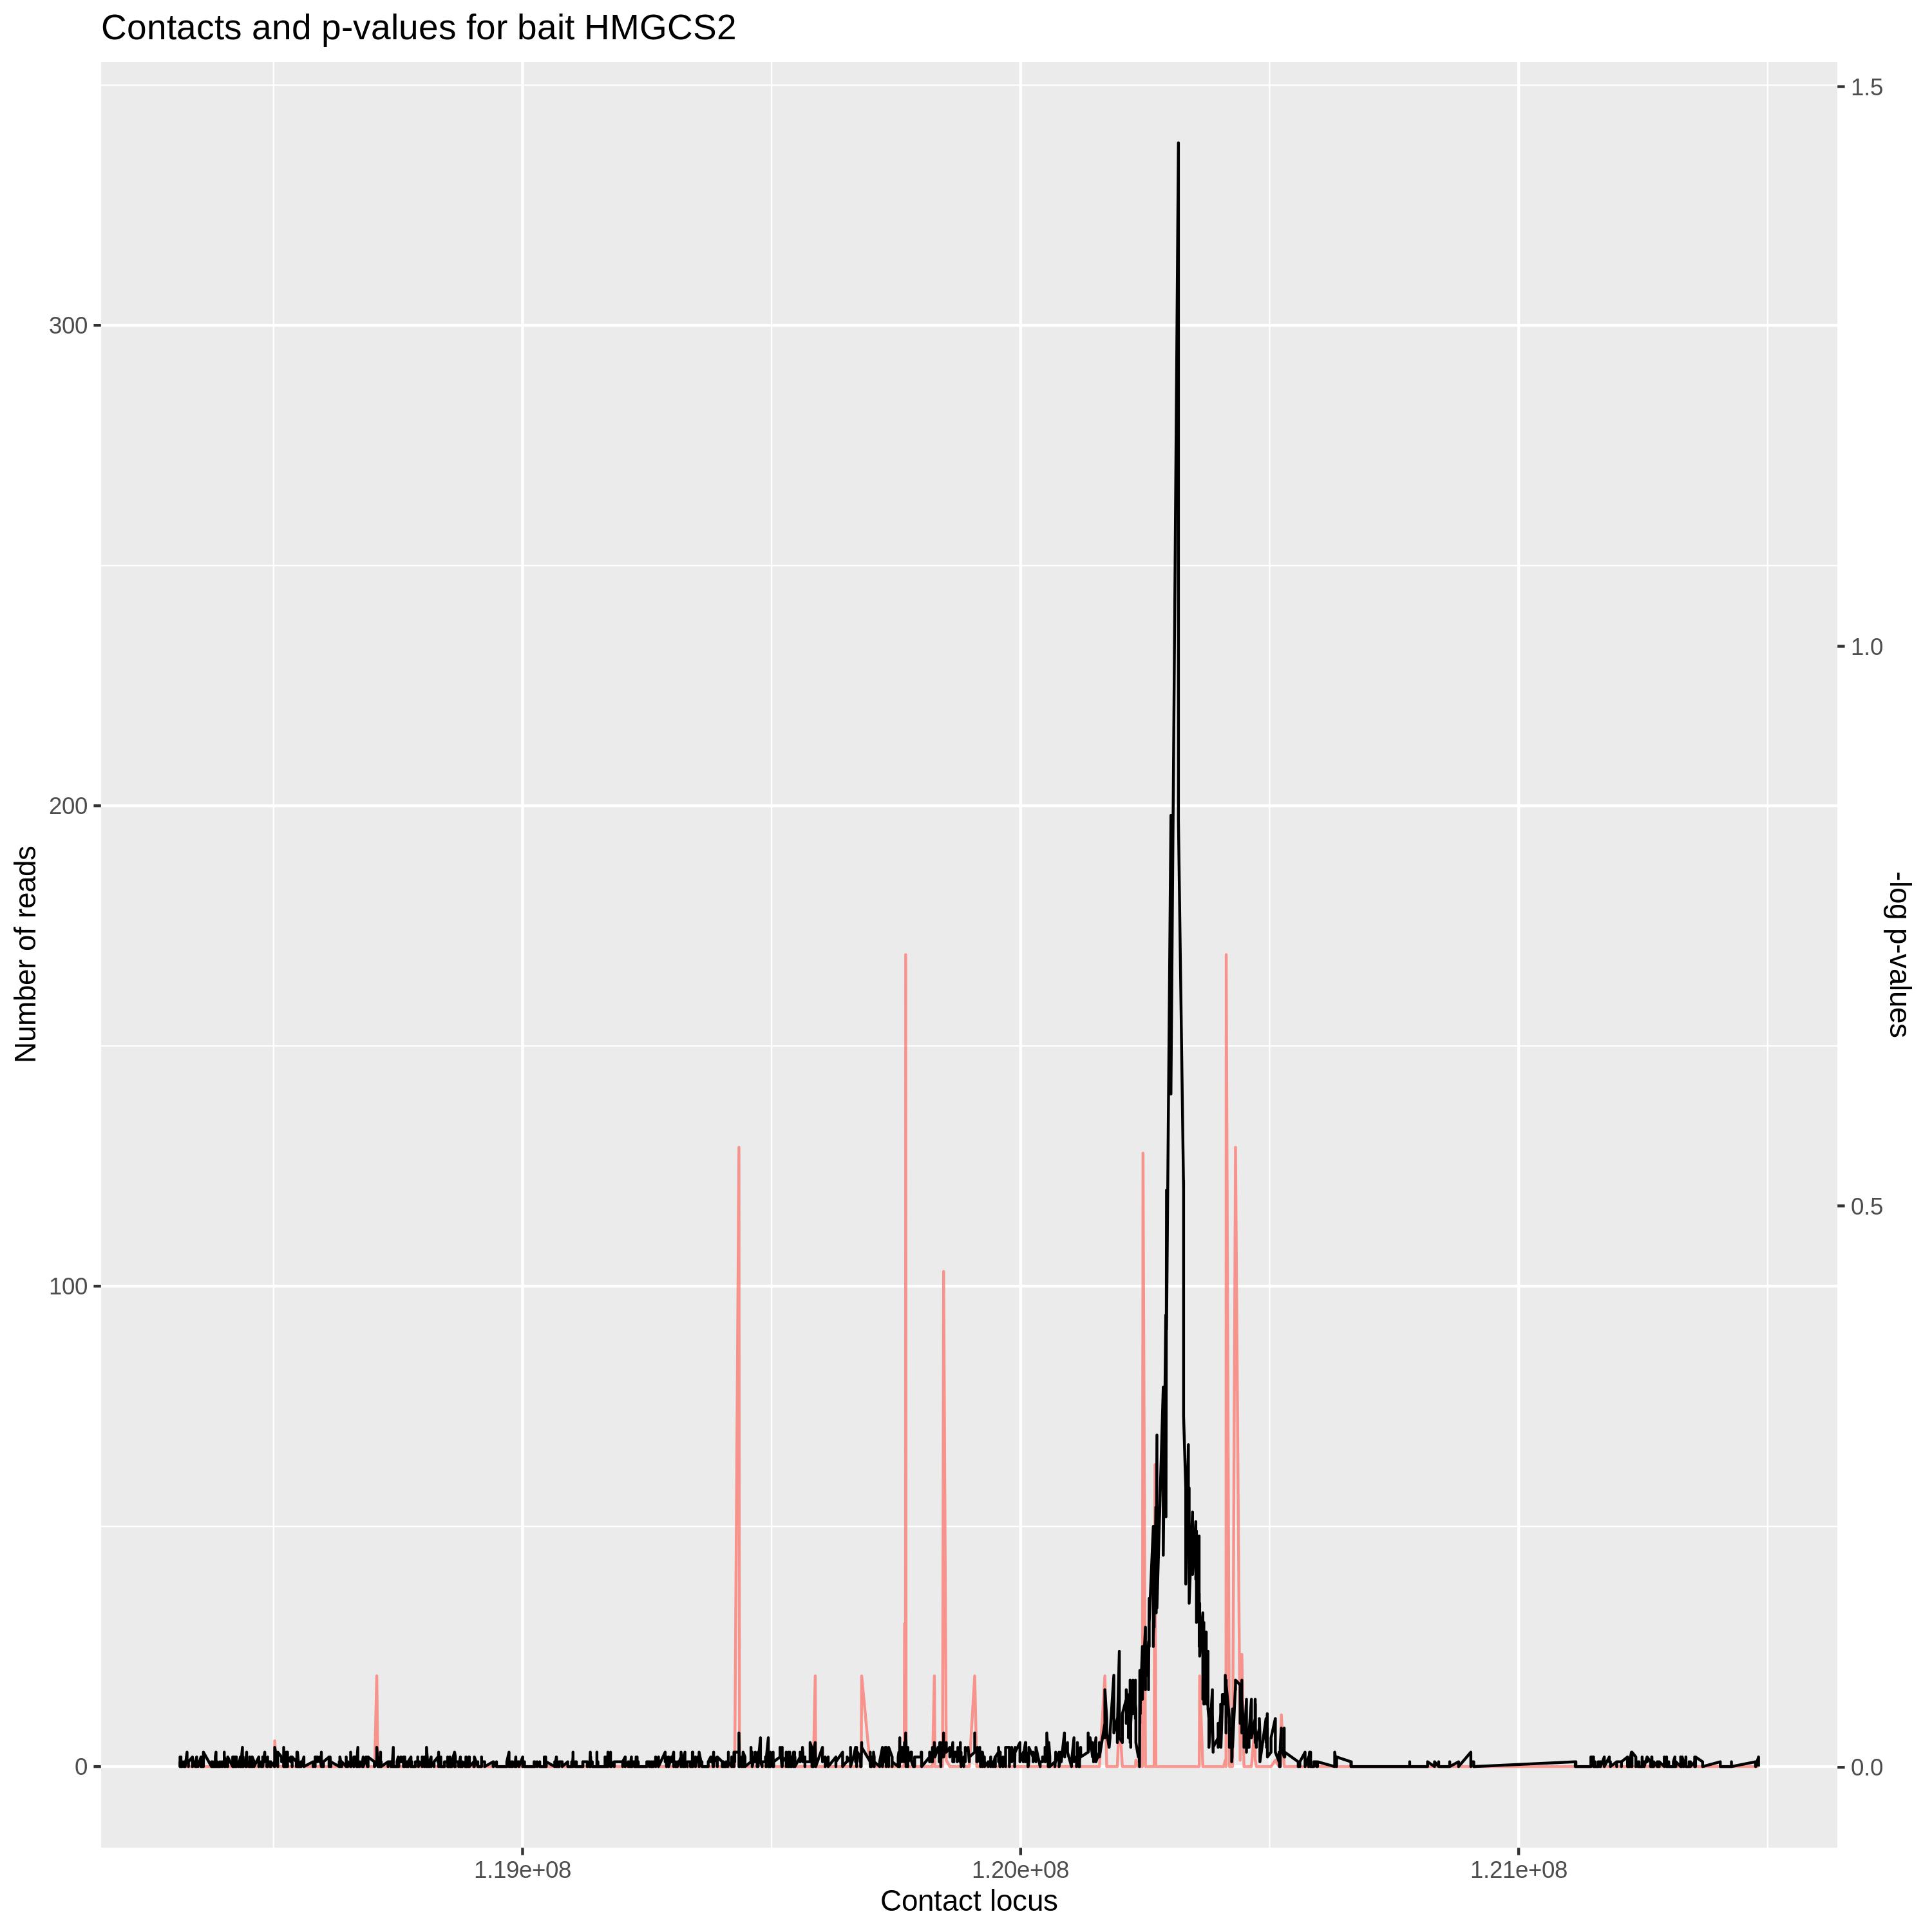 Contacts and p-values for bait HMGCS2
1.5
300
1.0
200
Number of reads
-log p-values
0.5
100
0
0.0
1.19e+08
1.20e+08
1.21e+08
Contact locus